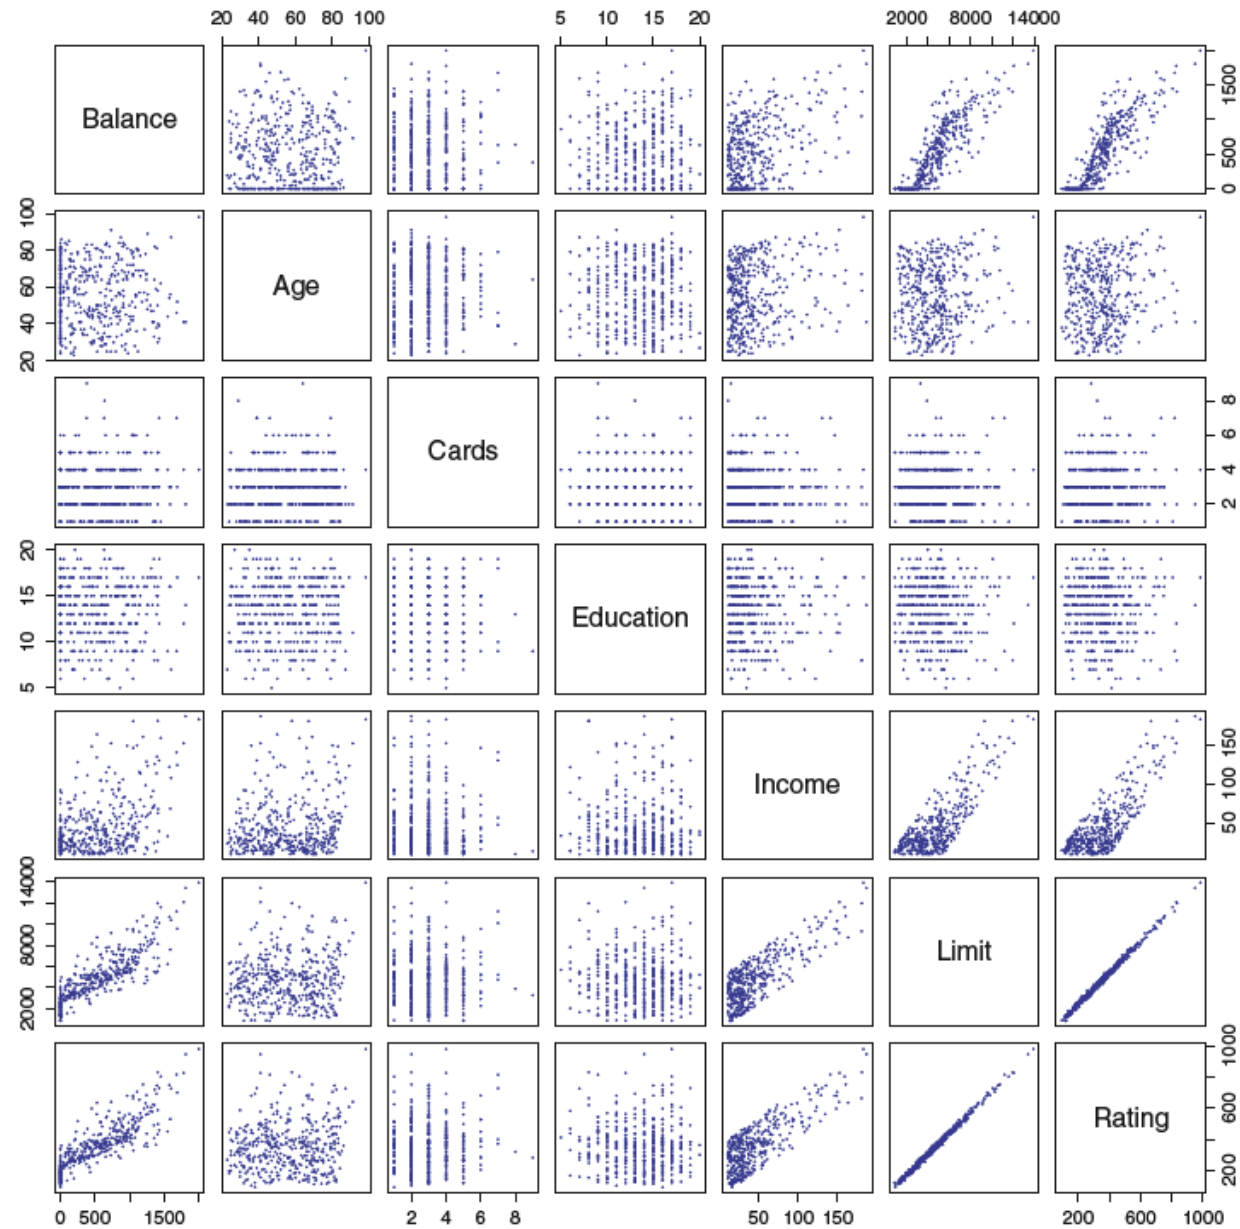 20 40 60 80 100 5 10 15 20 2000 8000 14000
Balance
0 500 1500
20 40 60 80 100
Age
Cards
2 4 6 8
5 10 15 20
Education
Income
50 100 150
2000 8000 14000
Limit
Rating
200 600 1000
0 500 1500 2 4 6 8 50 100 150 200 600 1000